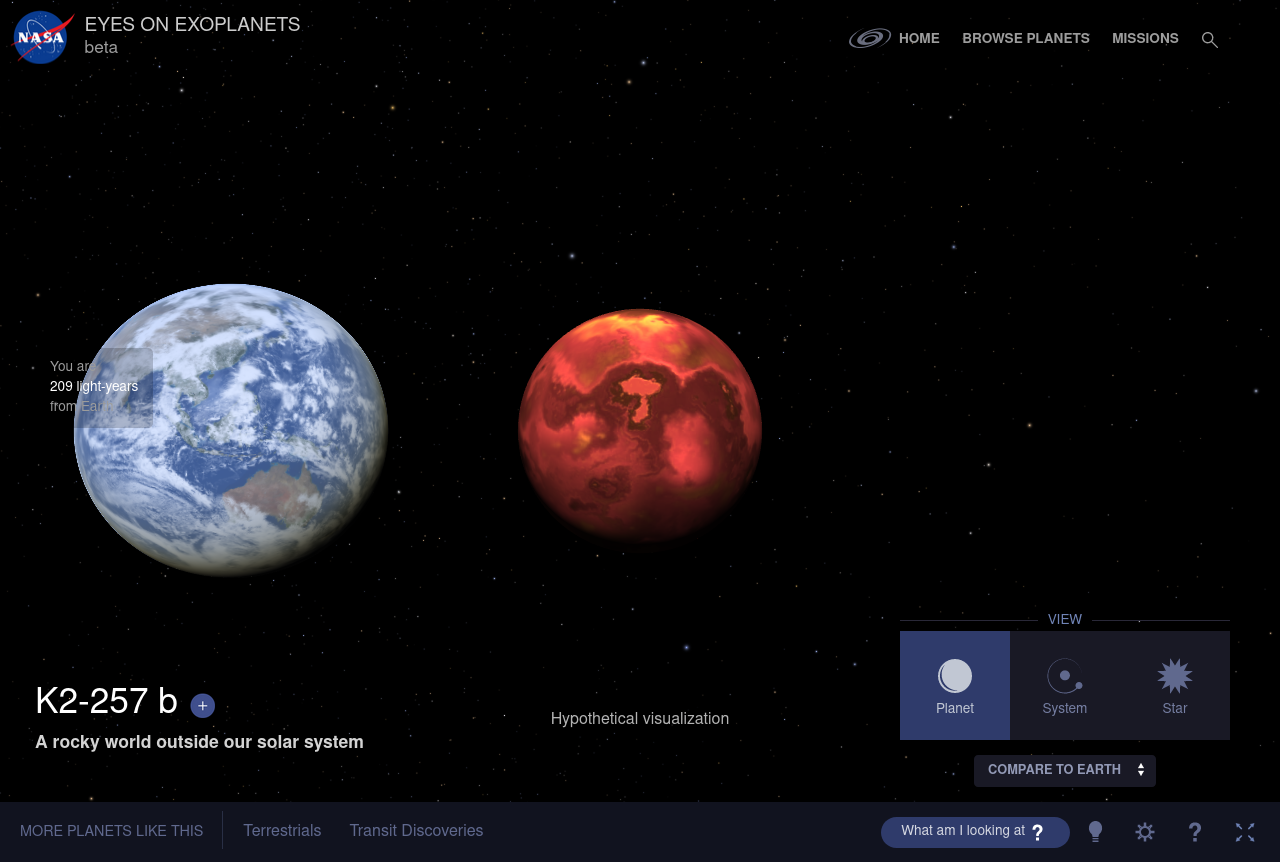 NASA
EYES ON EXOPLANETS
beta
HOME
BROWSE PLANETS
MISSIONS
You are
209 light-years
from Earth
VIEW
Planet
System
Star
COMPARE TO EARTH
K2-257 b +
A rocky world outside our solar system
Hypothetical visualization
MORE PLANETS LIKE THIS
Terrestrials
Transit Discoveries
What am I looking at ?
?